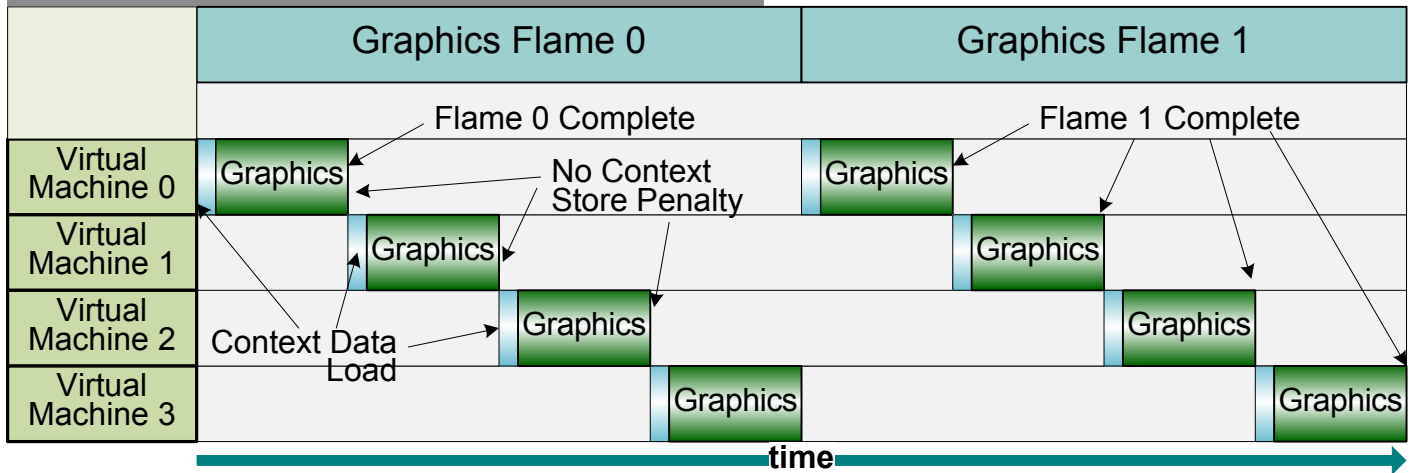 Graphics Flame 0
Graphics Flame 1
Flame 0 Complete
Flame 1 Complete
Virtual
Machine 0
Graphics
No Context
Store Penalty
Graphics
Virtual
Machine 1
Graphics
Graphics
Virtual
Machine 2
Context Data
Load
Graphics
Graphics
Virtual
Machine 3
Graphics
Graphics
time